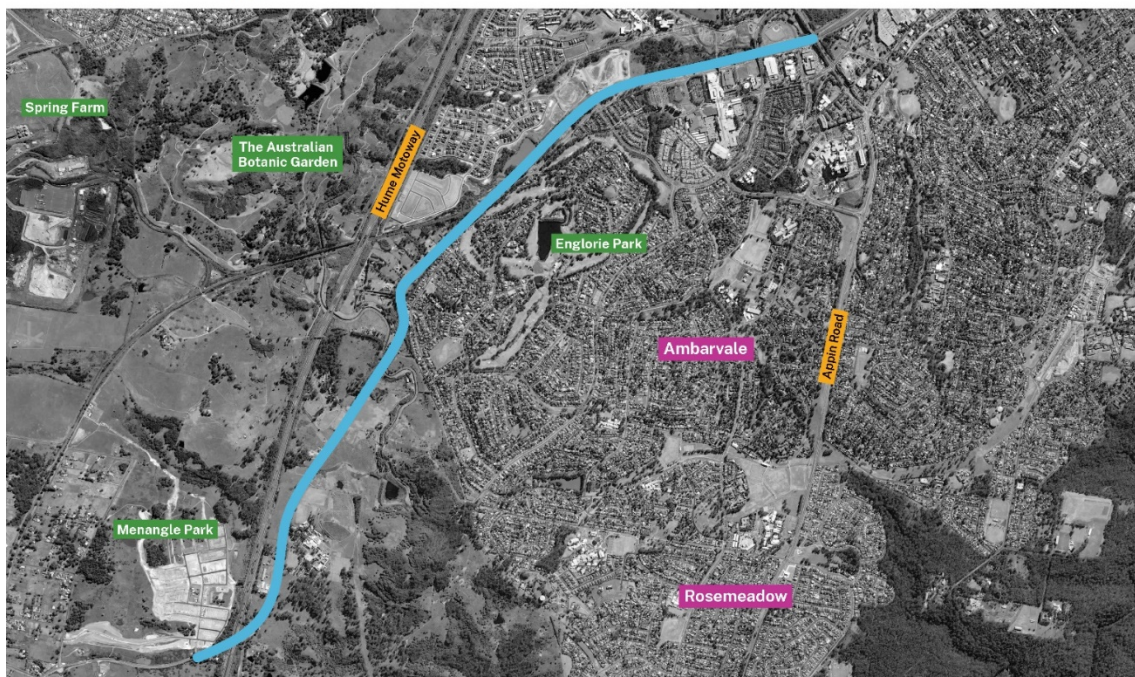 Spring Farm
The Australian
Botanic Garden
Hume Motoway
Englorie Park
Ambarvale
Appin Road
Menangle Park
Rosemeadow